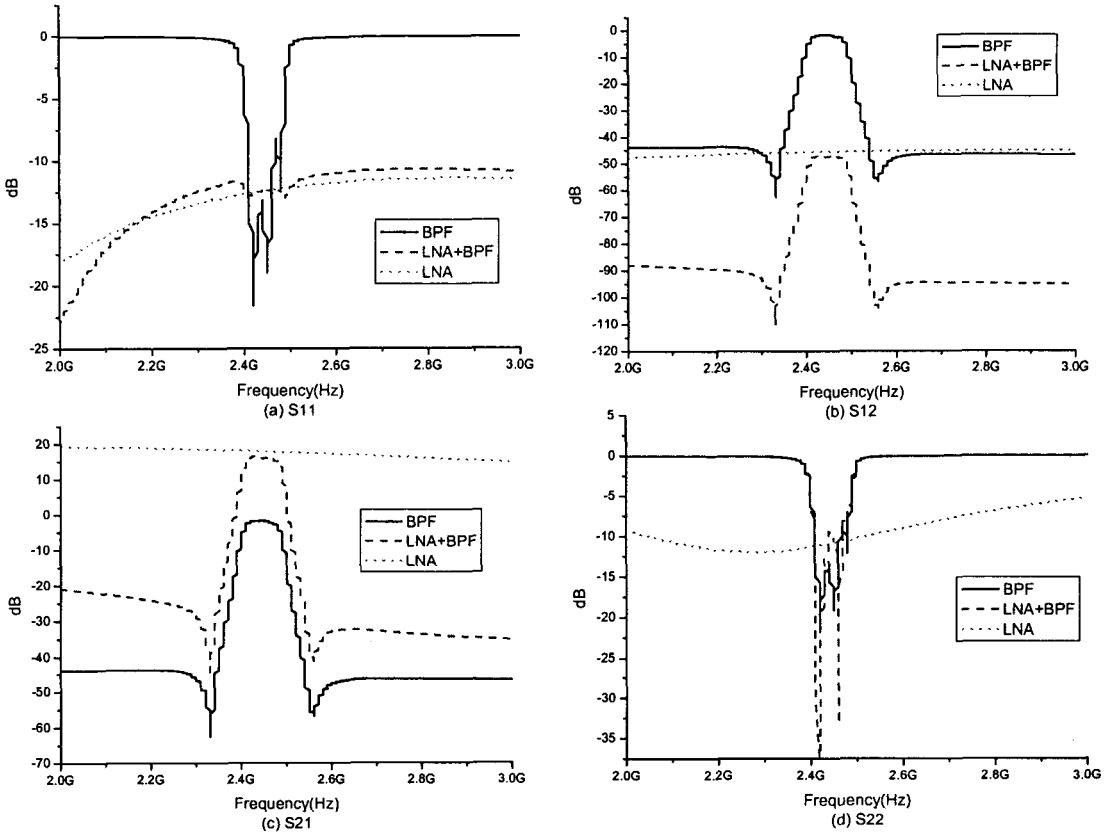 0
-5
-10
-15
-20
-25
dB
BPF
LNA+BPF
LNA
2.0G
2.2G
2.4G
2.6G
2.8G
3.0G
Frequency(Hz)
(a) S11
0
-10
-20
-30
-40
-50
-60
-70
-80
-90
-100
-110
-120
dB
BPF
LNA+BPF
LNA
2.0G
2.2G
2.4G
2.6G
2.8G
3.0G
Frequency(Hz)
(b) S12
20
10
0
-10
-20
-30
-40
-50
-60
-70
dB
BPF
LNA+BPF
LNA
2.0G
2.2G
2.4G
2.6G
2.8G
3.0G
Frequency(Hz)
(c) S21
5
0
-5
-10
-15
-20
-25
-30
-35
dB
BPF
LNA+BPF
LNA
2.0G
2.2G
2.4G
2.6G
2.8G
3.0G
Frequency(Hz)
(d) S22